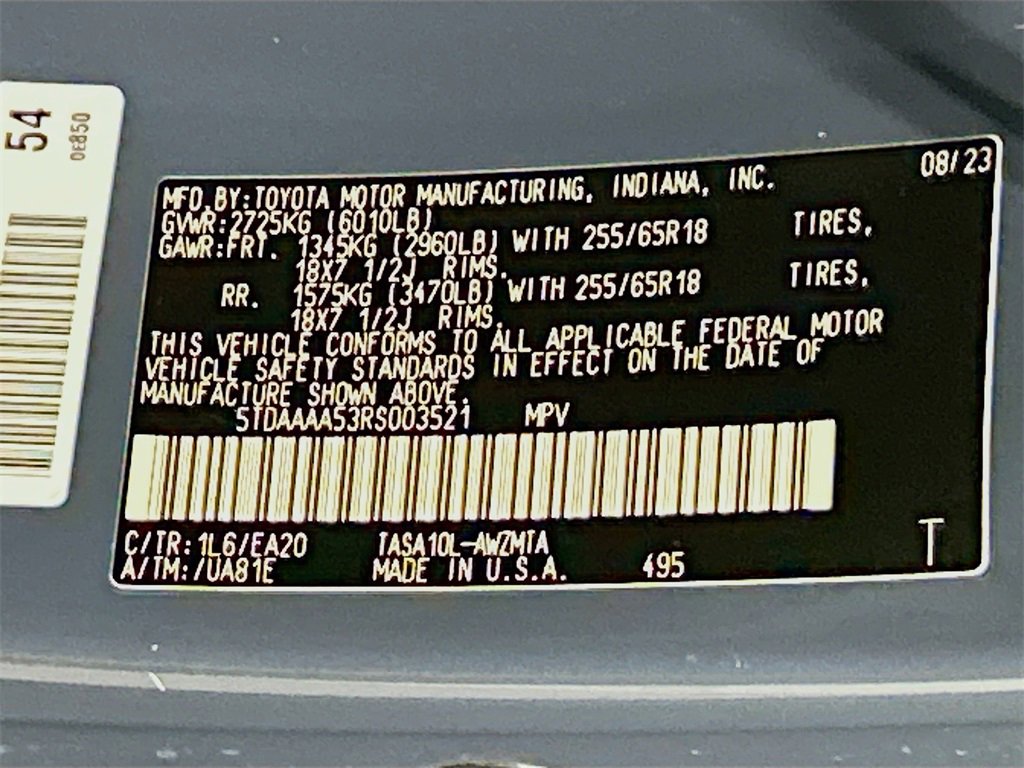 54
0E850
08/23
MFD.BY:TOYOTA MOTOR MANUFACTURING, INDIANA, INC.
GVWR:2725KG (6010LB)
GAWR:FRT. 1345KG (2960LB) WITH 255/65R18 TIRES,
18X7 1/2J RIMS.
RR. 1575KG (3470LB) WITH 255/65R18 TIRES,
18X7 1/2J RIMS.
THIS VEHICLE CONFORMS TO ALL APPLICABLE FEDERAL MOTOR
VEHICLE SAFETY STANDARDS IN EFFECT ON THE DATE OF
MANUFACTURE SHOWN ABOVE.
5TDAAAA53RS003521 MPV
C/TR:1L6/EA20 TASA10L-AWZMTA
A/TM:/UA81E MADE IN U.S.A. 495
T